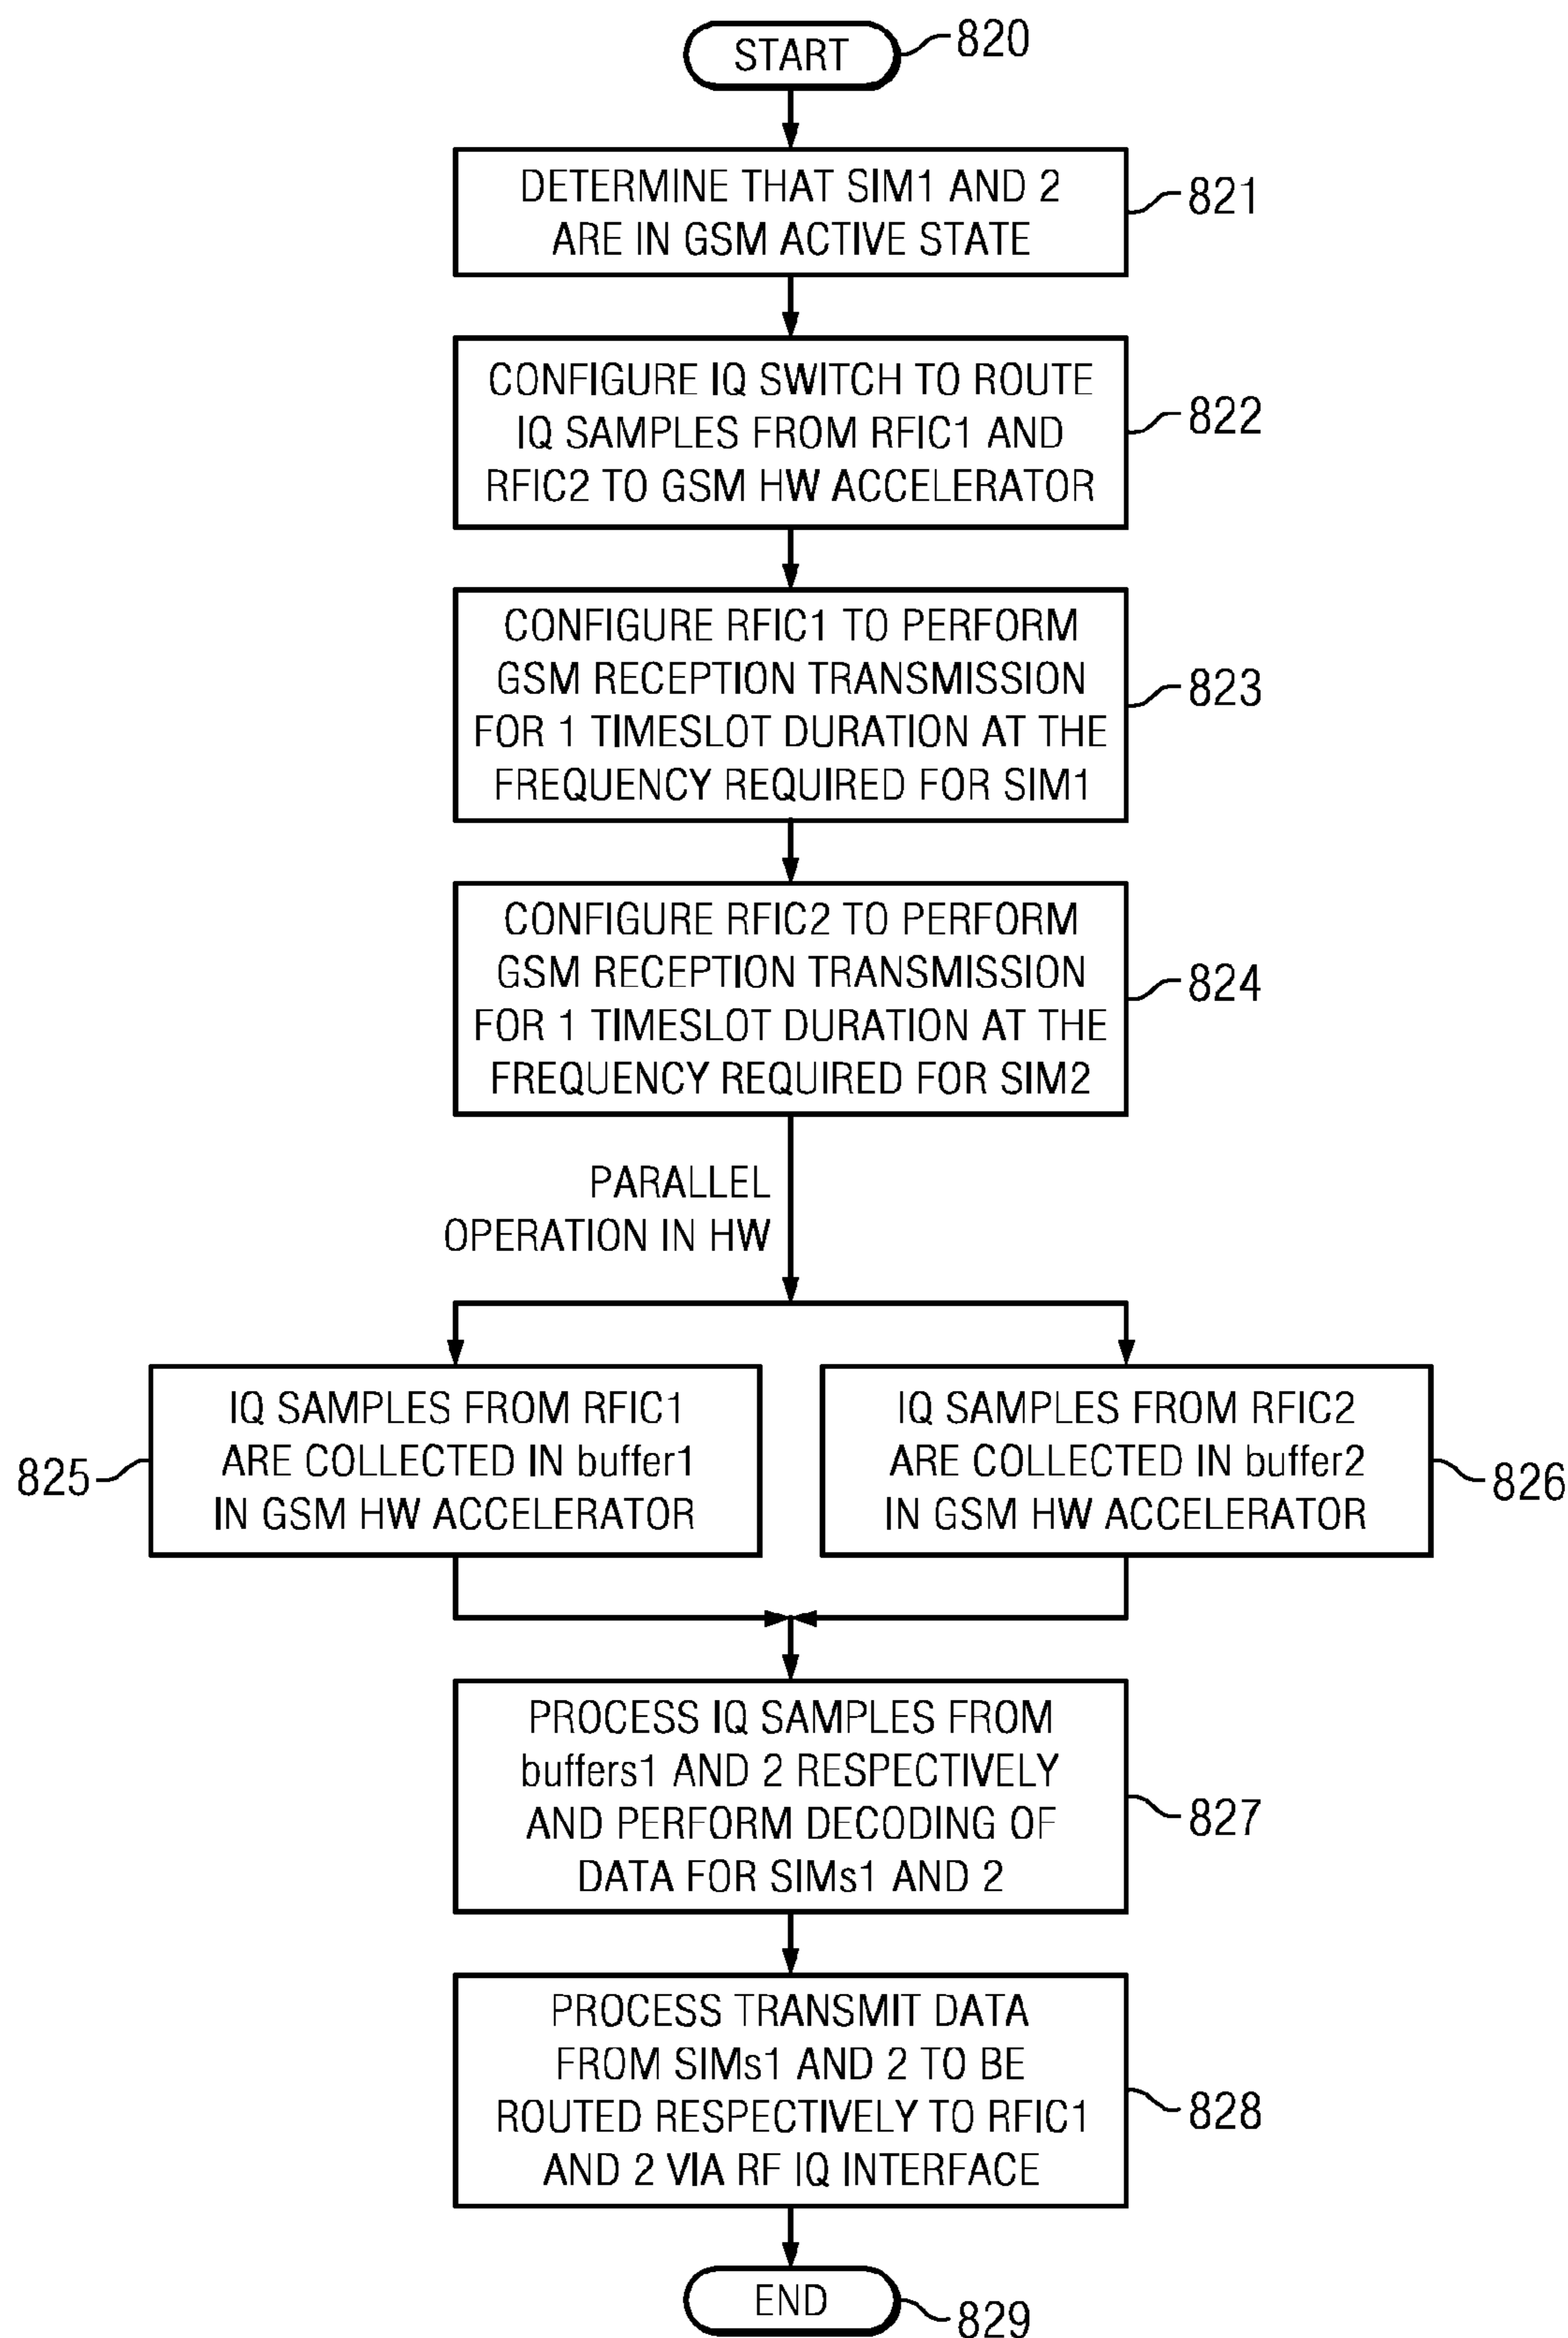 START
820
DETERMINE THAT SIM1 AND 2
ARE IN GSM ACTIVE STATE
821
CONFIGURE IQ SWITCH TO ROUTE
IQ SAMPLES FROM RFIC1 AND
RFIC2 TO GSM HW ACCELERATOR
822
CONFIGURE RFIC1 TO PERFORM
GSM RECEPTION TRANSMISSION
FOR 1 TIMESLOT DURATION AT THE
FREQUENCY REQUIRED FOR SIM1
823
CONFIGURE RFIC2 TO PERFORM
GSM RECEPTION TRANSMISSION
FOR 1 TIMESLOT DURATION AT THE
FREQUENCY REQUIRED FOR SIM2
824
PARALLEL
OPERATION IN HW
IQ SAMPLES FROM RFIC1
ARE COLLECTED IN buffer1
IN GSM HW ACCELERATOR
825
IQ SAMPLES FROM RFIC2
ARE COLLECTED IN buffer2
IN GSM HW ACCELERATOR
826
PROCESS IQ SAMPLES FROM
buffers1 AND 2 RESPECTIVELY
AND PERFORM DECODING OF
DATA FOR SIMs1 AND 2
827
PROCESS TRANSMIT DATA
FROM SIMs1 AND 2 TO BE
ROUTED RESPECTIVELY TO RFIC1
AND 2 VIA RF IQ INTERFACE
828
END
829